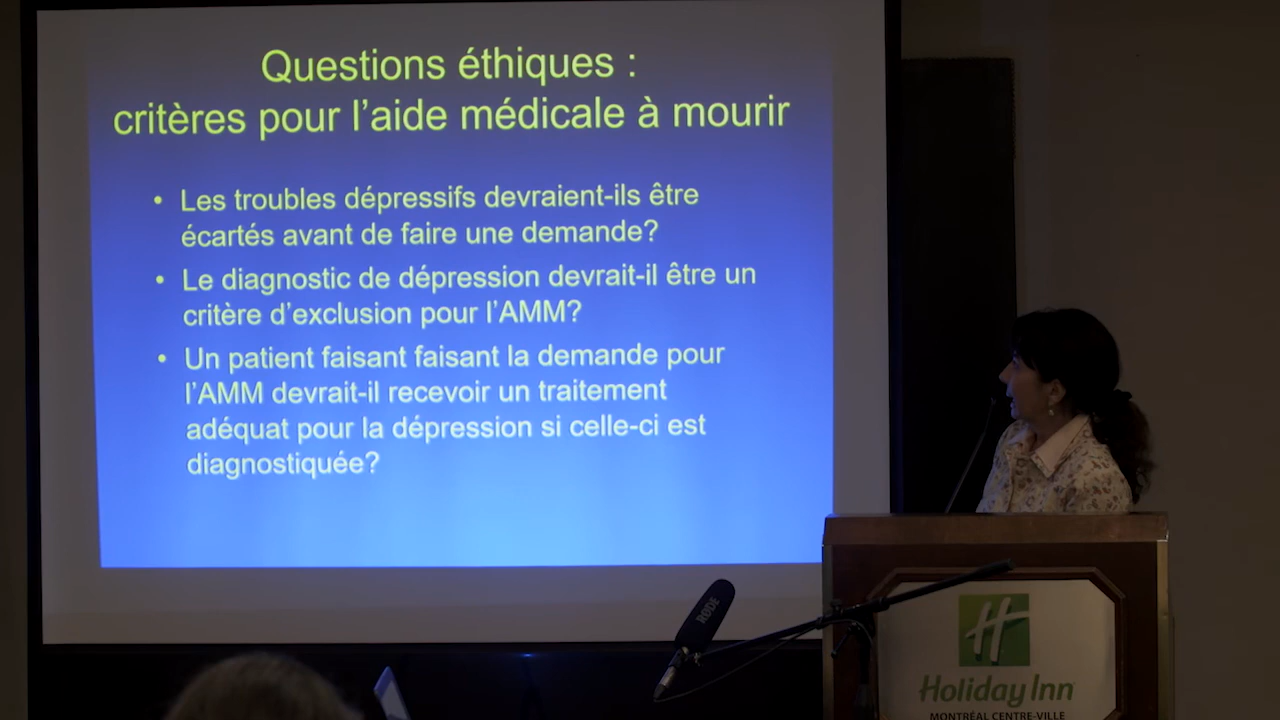 Questions éthiques :
critères pour l'aide médicale à mourir
• Les troubles dépressifs devraient-ils être
écartés avant de faire une demande?
• Le diagnostic de dépression devrait-il être un
critère d'exclusion pour l'AMM?
• Un patient faisant faisant la demande pour
l'AMM devrait-il recevoir un traitement
adéquat pour la dépression si celle-ci est
diagnostiquée?
RØDE
H
Holiday Inn
MONTRÉAL CENTRE-VILLE